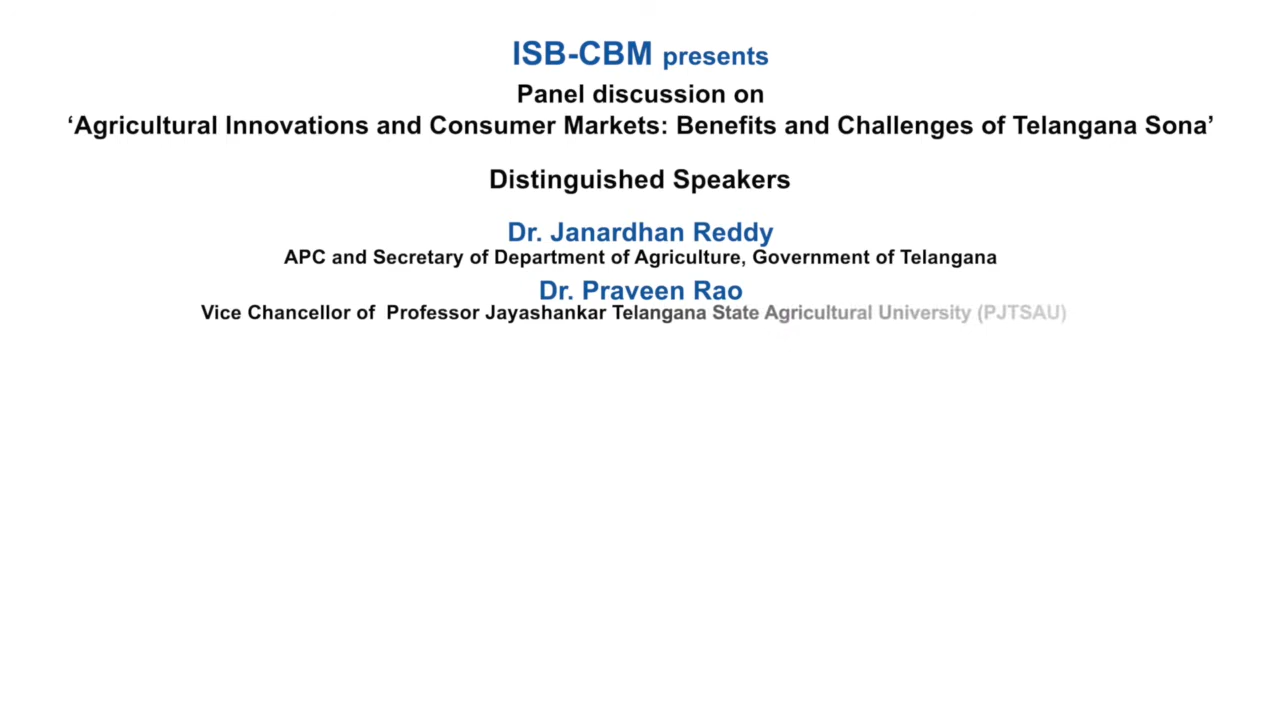 ISB-CBM presents
Panel discussion on
‘Agricultural Innovations and Consumer Markets: Benefits and Challenges of Telangana Sona’
Distinguished Speakers
Dr. Janardhan Reddy
APC and Secretary of Department of Agriculture, Government of Telangana
Dr. Praveen Rao
Vice Chancellor of Professor Jayashankar Telangana State Agricultural University (PJTSAU)